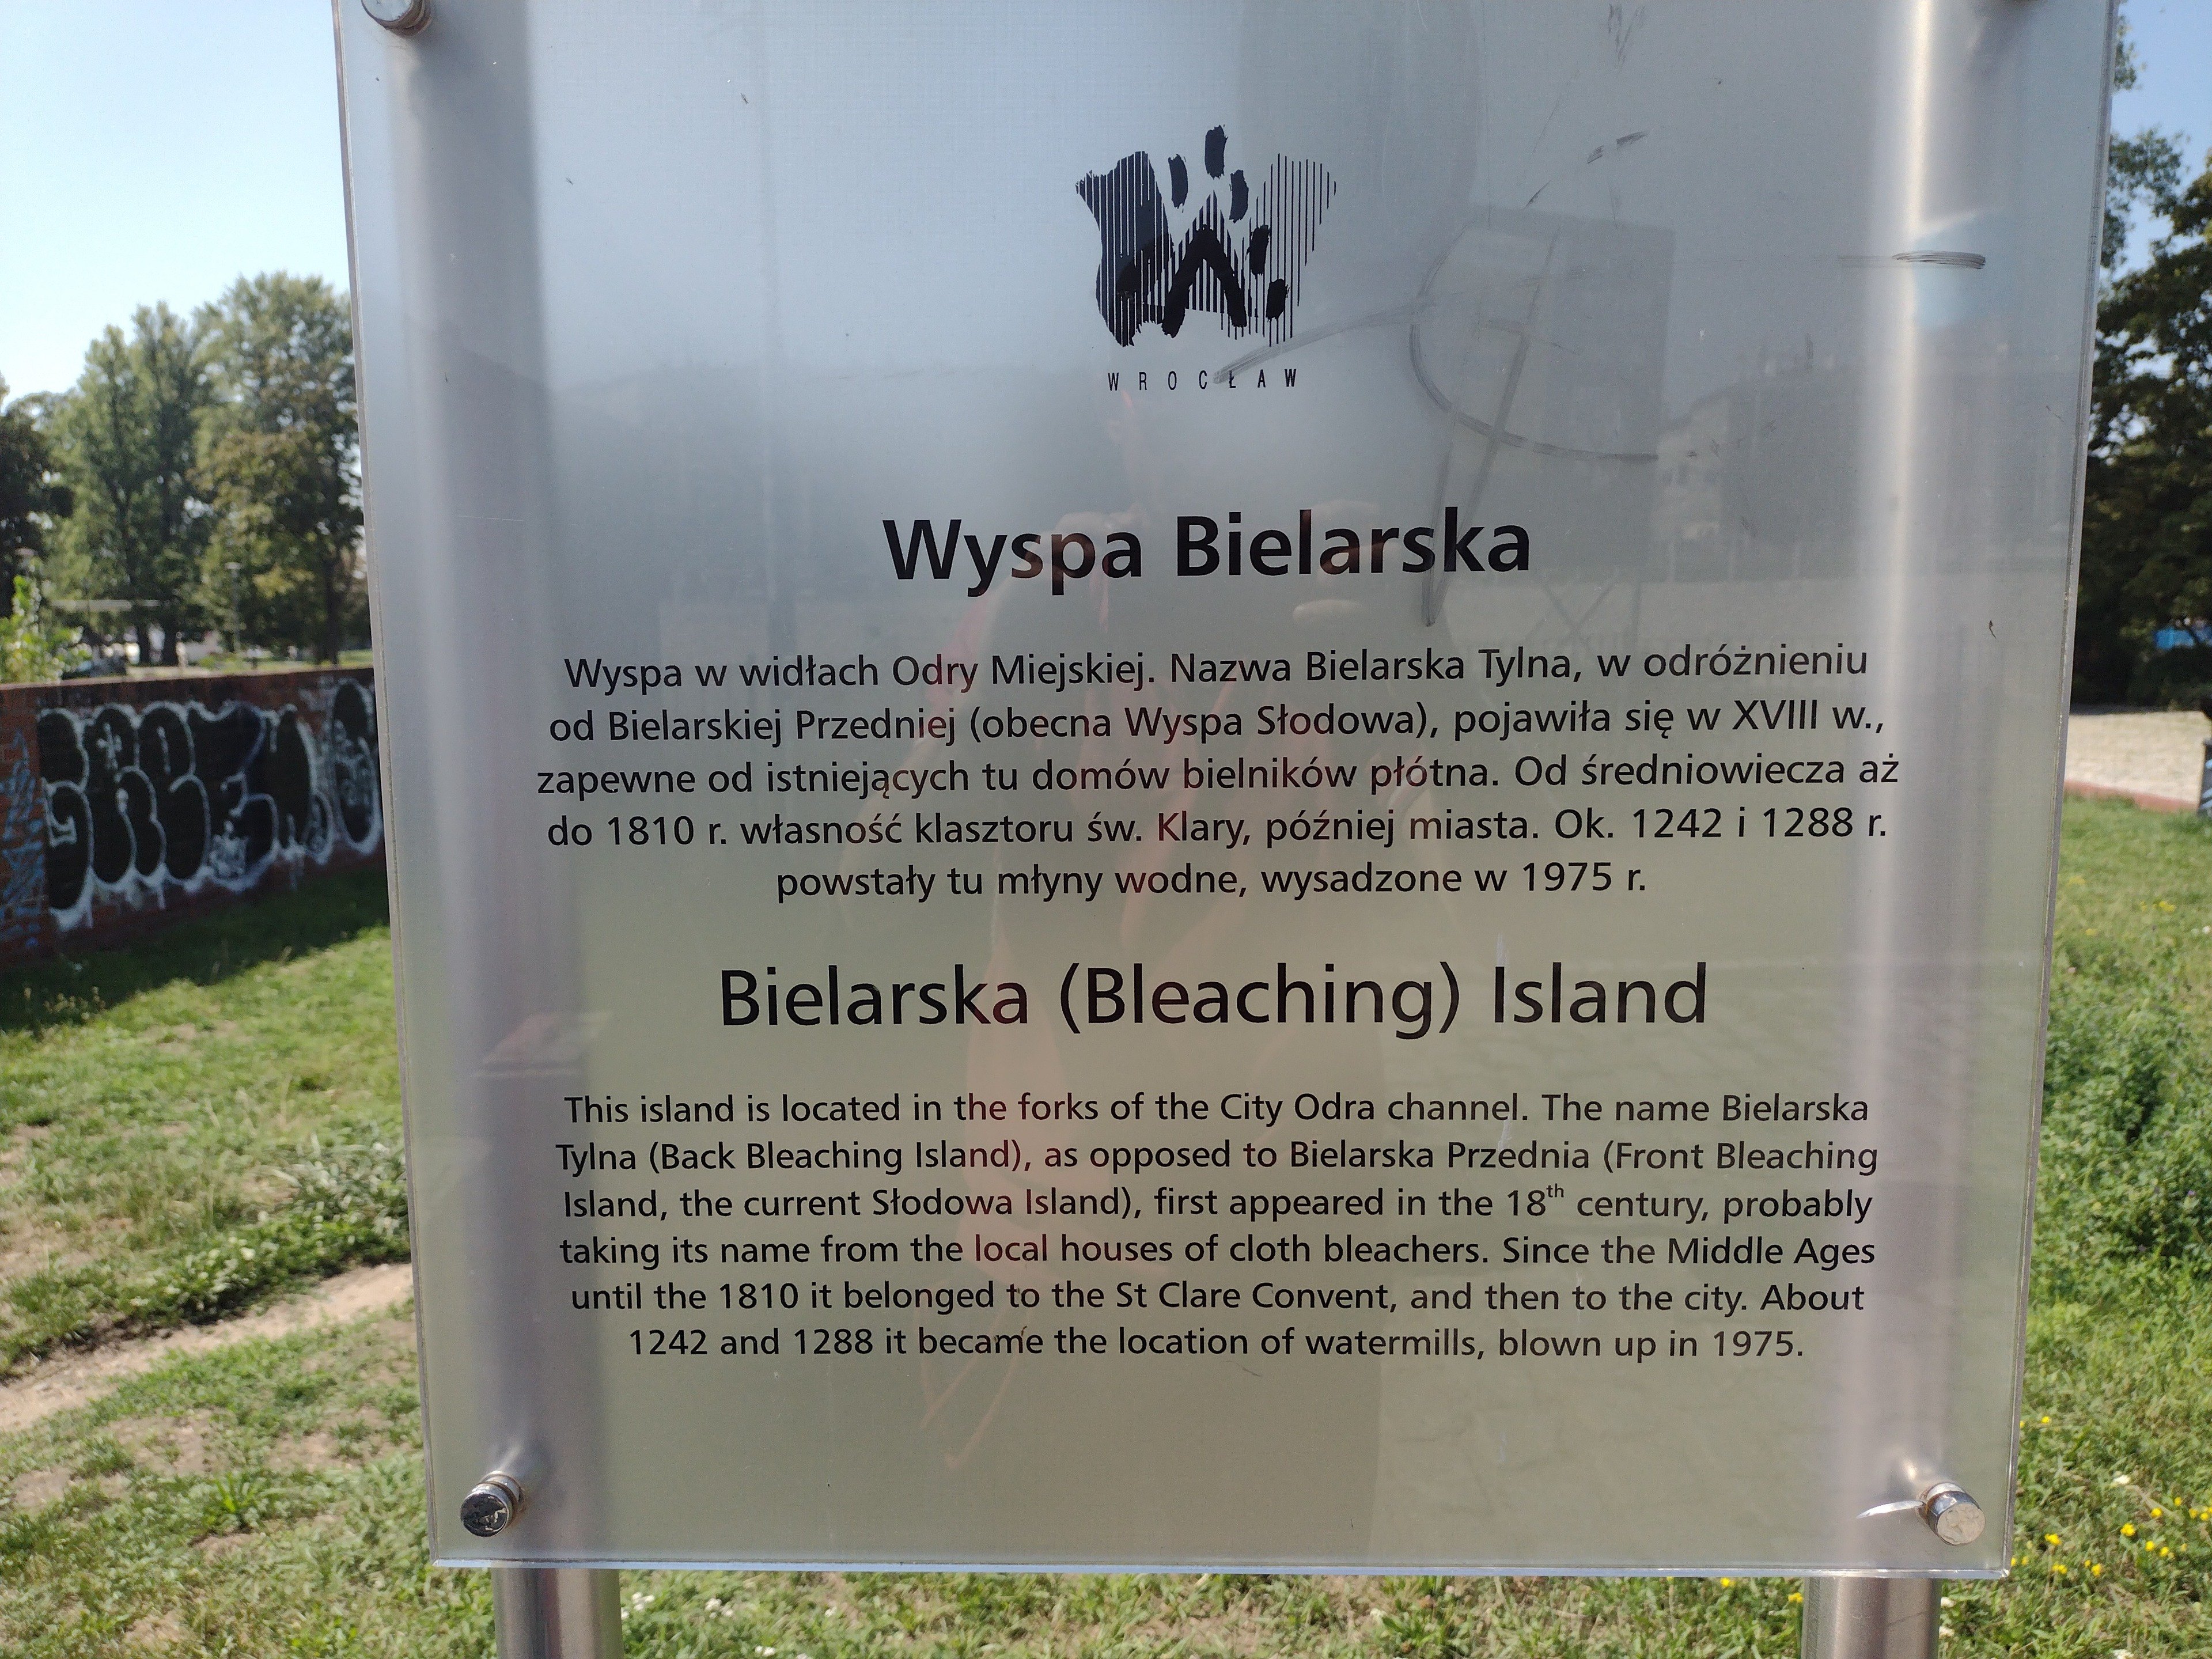 WROCŁAW
Wyspa Bielarska
Wyspa w widłach Odry Miejskiej. Nazwa Bielarska Tylna, w odróżnieniu
od Bielarskiej Przedniej (obecna Wyspa Słodowa), pojawiła się w XVIII w.,
zapewne od istniejących tu domów bielników płótna. Od średniowiecza aż
do 1810 r. własność klasztoru św. Klary, później miasta. Ok. 1242 i 1288 r.
powstały tu młyny wodne, wysadzone w 1975 r.
Bielarska (Bleaching) Island
This island is located in the forks of the City Odra channel. The name Bielarska
Tylna (Back Bleaching Island), as opposed to Bielarska Przednia (Front Bleaching
Island, the current Słodowa Island), first appeared in the 18th century, probably
taking its name from the local houses of cloth bleachers. Since the Middle Ages
until the 1810 it belonged to the St Clare Convent, and then to the city. About
1242 and 1288 it became the location of watermills, blown up in 1975.